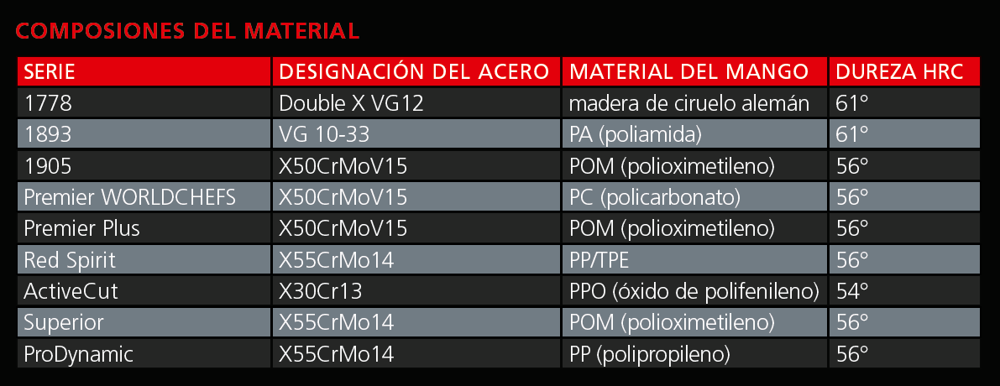 COMPOSIONES DEL MATERIAL
SERIE DESIGNACIÓN DEL ACERO MATERIAL DEL MANGO DUREZA HRC
1778 Double X VG12 madera de ciruelo alemán 61°
1893 VG 10-33 PA (poliamida) 61°
1905 X50CrMoV15 POM (polioximetileno) 56°
Premier WORLDCHEFS X50CrMoV15 PC (policarbonato) 56°
Premier Plus X50CrMoV15 POM (polioximetileno) 56°
Red Spirit X55CrMo14 PP/TPE 56°
ActiveCut X30Cr13 PPO (óxido de polifenileno) 54°
Superior X55CrMo14 POM (polioximetileno) 56°
ProDynamic X55CrMo14 PP (polipropileno) 56°